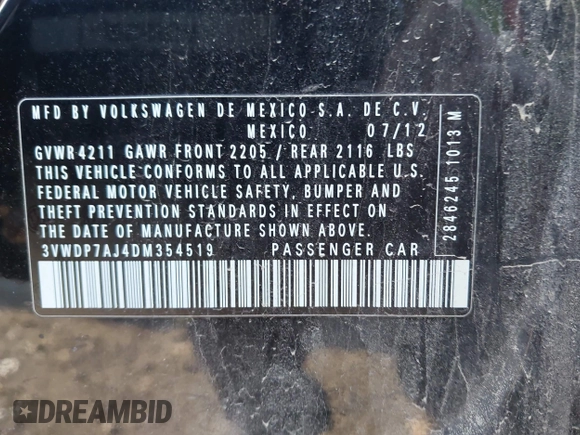 MFD BY VOLKSWAGEN DE MEXICO S.A. DE C.V.
MEXICO 07/12
GVWR 4211 GAWR FRONT 2205 / REAR 2116 LBS
THIS VEHICLE CONFORMS TO ALL APPLICABLE U.S.
FEDERAL MOTOR VEHICLE SAFETY, BUMPER AND
THEFT PREVENTION STANDARDS IN EFFECT ON
THE DATE OF MANUFACTURE SHOWN ABOVE.
3VWDP7AJ4DM354519 PASSENGER CAR
2846245 1013 M
DREAMBID